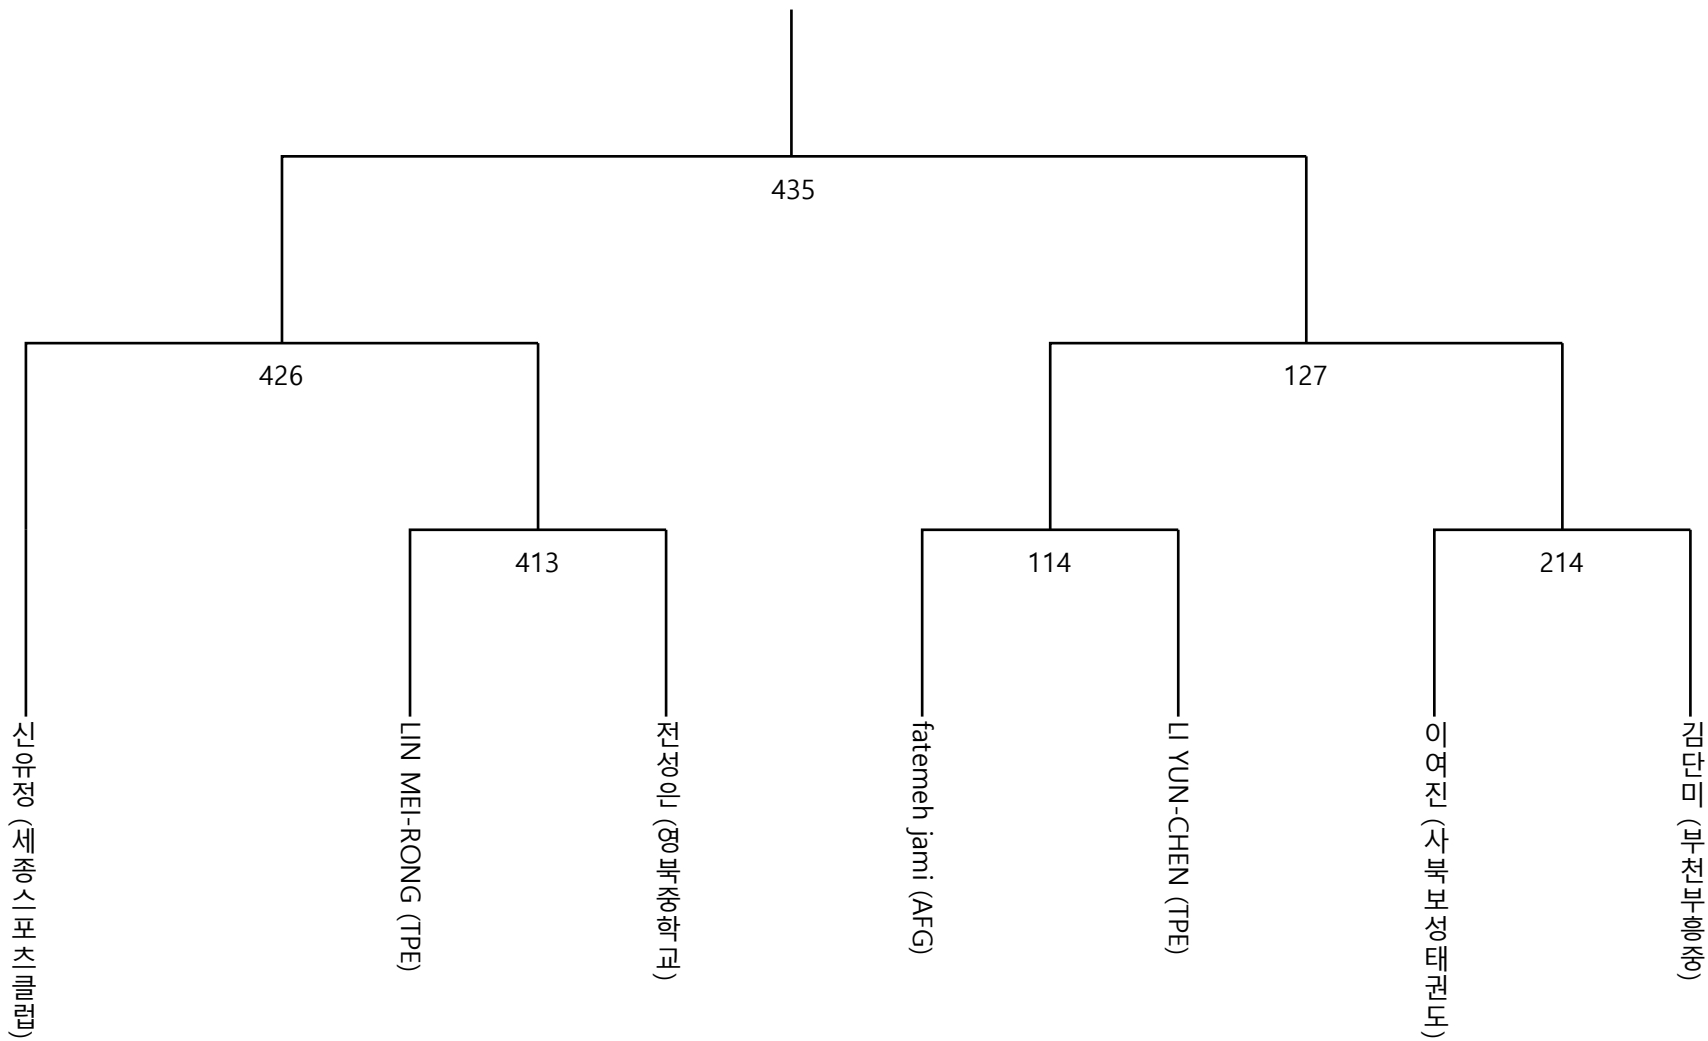 435
426
127
413
114
214
신유정 (세종스포츠클럽)
LIN MEI-RONG (TPE)
전성인 (영북중학교)
fatemeh jami (AFG)
LI YUN-CHEN (TPE)
이여진 (사북보성태권도)
김단미 (부천부흥중)